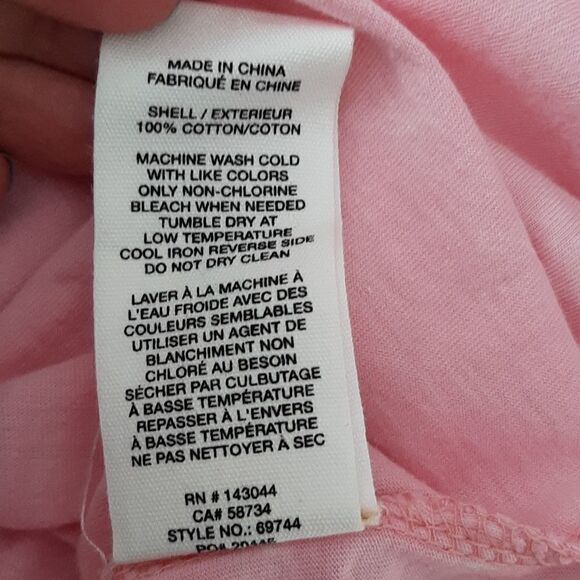 MADE IN CHINA
FABRIQUÉ EN CHINE
SHELL / EXTERIEUR
100% COTTON/COTON
MACHINE WASH COLD
WITH LIKE COLORS
ONLY NON-CHLORINE
BLEACH WHEN NEEDED
TUMBLE DRY AT
LOW TEMPERATURE
COOL IRON REVERSE SIDE
DO NOT DRY CLEAN
LAVER À LA MACHINE À
L'EAU FROIDE AVEC DES
COULEURS SEMBLABLES
UTILISER UN AGENT DE
BLANCHIMENT NON
CHLORÉ AU BESOIN
SÉCHER PAR CULBUTAGE
À BASSE TEMPÉRATURE
REPASSER À L'ENVERS
À BASSE TEMPÉRATURE
NE PAS NETTOYER À SEC
RN # 143044
CA# 58734
STYLE NO.: 69744
PO# 20445